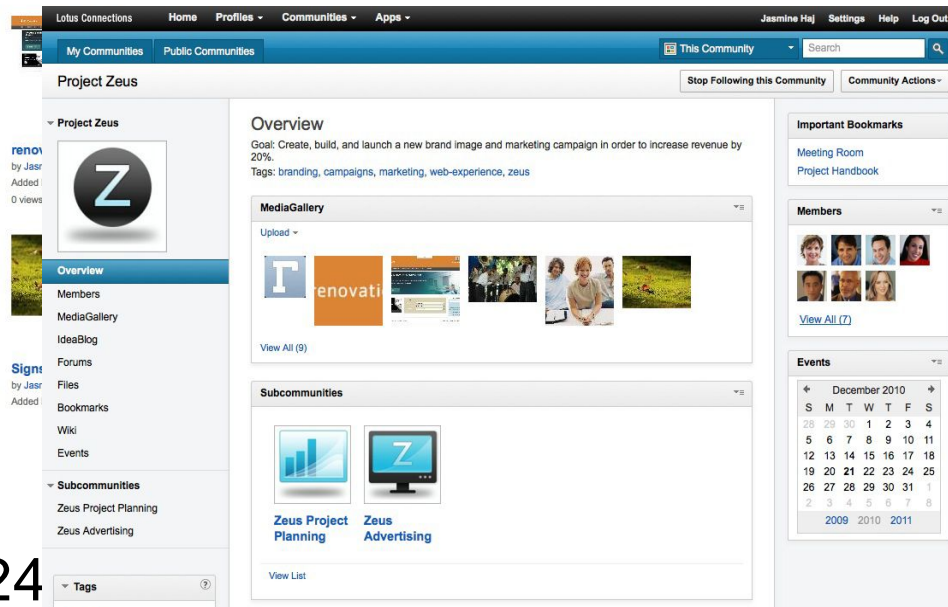 Lotus Connections Home Profiles Communities Apps Jasmine Haj Settings Help Log Out
My Communities Public Communities This Community Search
Project Zeus Stop Following this Community Community Actions
Project Zeus
Z
Overview
Members
MediaGallery
IdeaBlog
Forums
Files
Bookmarks
Wiki
Events
Subcommunities
Zeus Project Planning
Zeus Advertising
Tags ?
Overview
Goal: Create, build, and launch a new brand image and marketing campaign in order to increase revenue by
20%.
Tags: branding, campaigns, marketing, web-experience, zeus
MediaGallery
Upload
r enovati
View All (9)
Subcommunities
Z
Zeus Project Planning
Zeus Advertising
View List
Important Bookmarks
Meeting Room
Project Handbook
Members
View All (7)
Events
December 2010
S M T W T F S
28 29 30 1 2 3 4
5 6 7 8 9 10 11
12 13 14 15 16 17 18
19 20 21 22 23 24 25
26 27 28 29 30 31 1
2 3 4 5 6 7 8
2009 2010 2011
renov
by Jasr
Added
0 views
Signs
by Jasr
Added
24